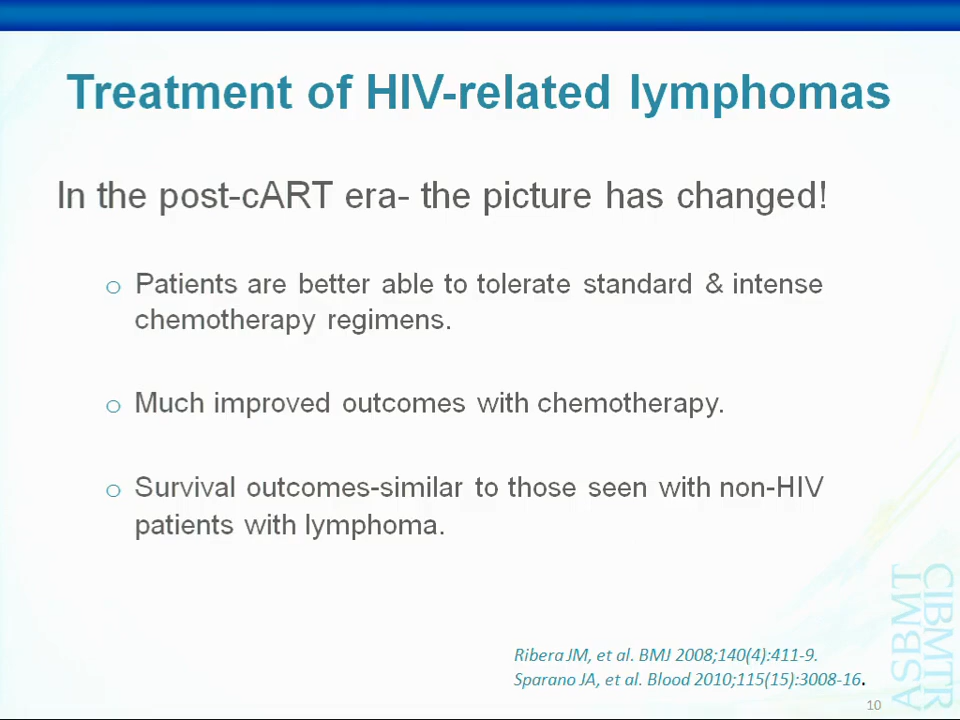 Treatment of HIV-related lymphomas
In the post-cART era- the picture has changed!
o Patients are better able to tolerate standard & intense
chemotherapy regimens.
o Much improved outcomes with chemotherapy.
o Survival outcomes-similar to those seen with non-HIV
patients with lymphoma.
Ribera JM, et al. BMJ 2008;140(4):411-9.
Sparano JA, et al. Blood 2010;115(15):3008-16.
10
ASBMT
CIBMTR